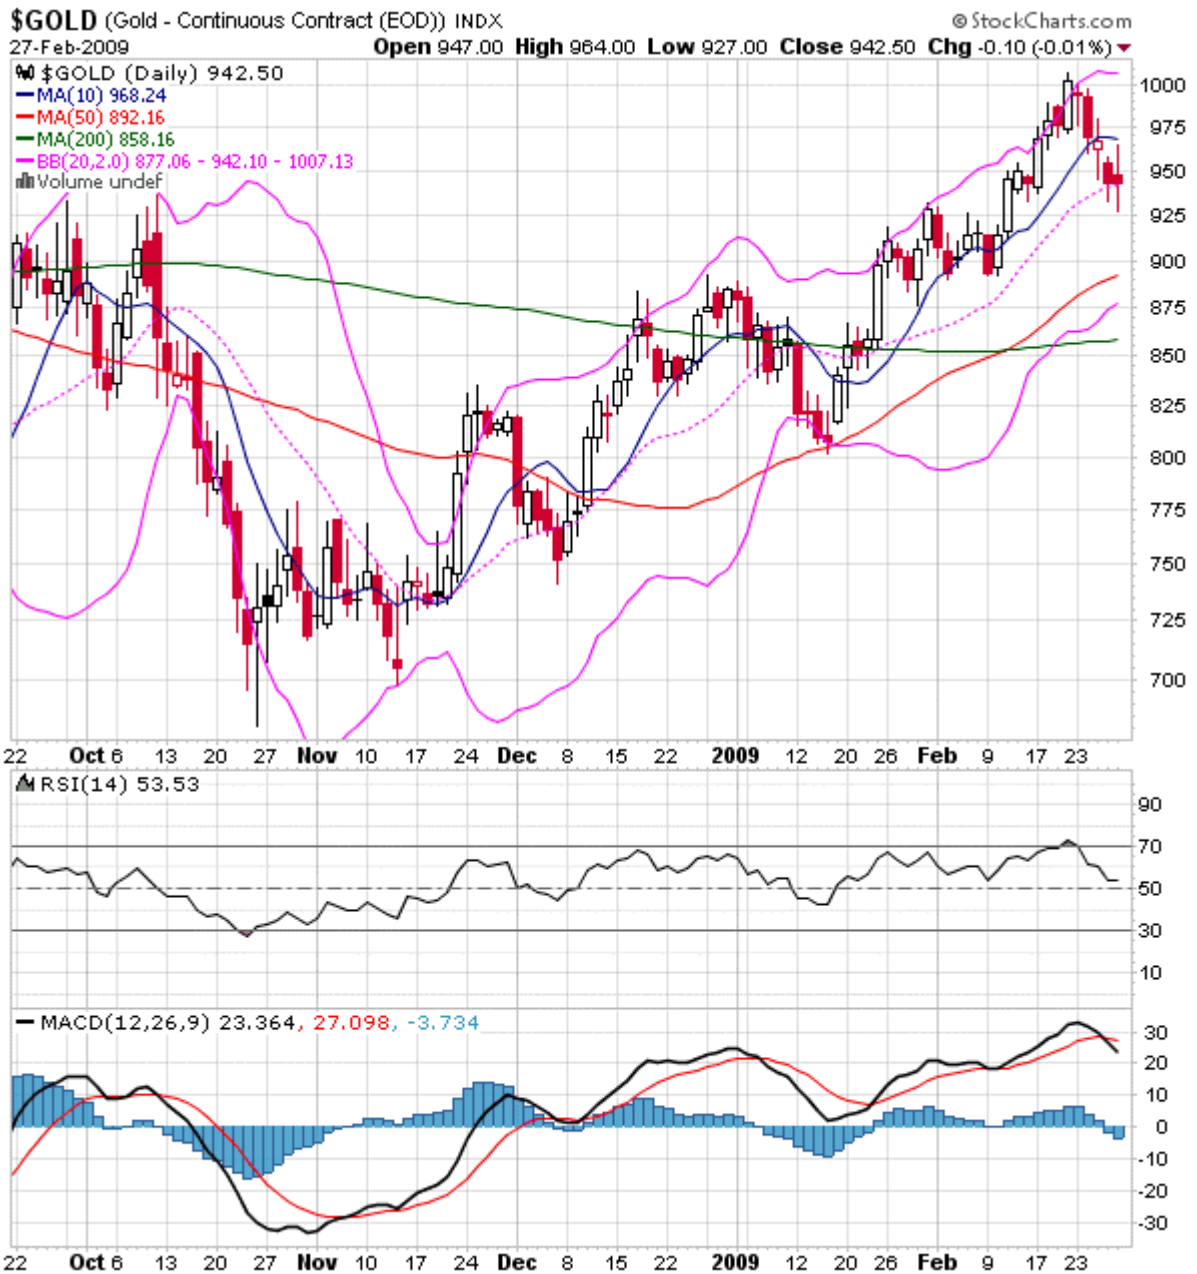 $GOLD (Gold - Continuous Contract (EOD)) INDX © StockCharts.com
27-Feb-2009 Open 947.00 High 964.00 Low 927.00 Close 942.50 Chg -0.10 (-0.01%)
$GOLD (Daily) 942.50
MA(10) 968.24
MA(50) 892.16
MA(200) 858.16
BB(20,2.0) 877.06 - 942.10 - 1007.13
Volume undef
1000
975
950
925
900
875
850
825
800
775
750
725
700
22 Oct 6 13 20 27 Nov 10 17 24 Dec 8 15 22 2009 12 20 26 Feb 9 17 23
RSI(14) 53.53
90
70
50
30
10
MACD(12,26,9) 23.364, 27.098, -3.734
30
20
10
0
-10
-20
-30
22 Oct 6 13 20 27 Nov 10 17 24 Dec 8 15 22 2009 12 20 26 Feb 9 17 23